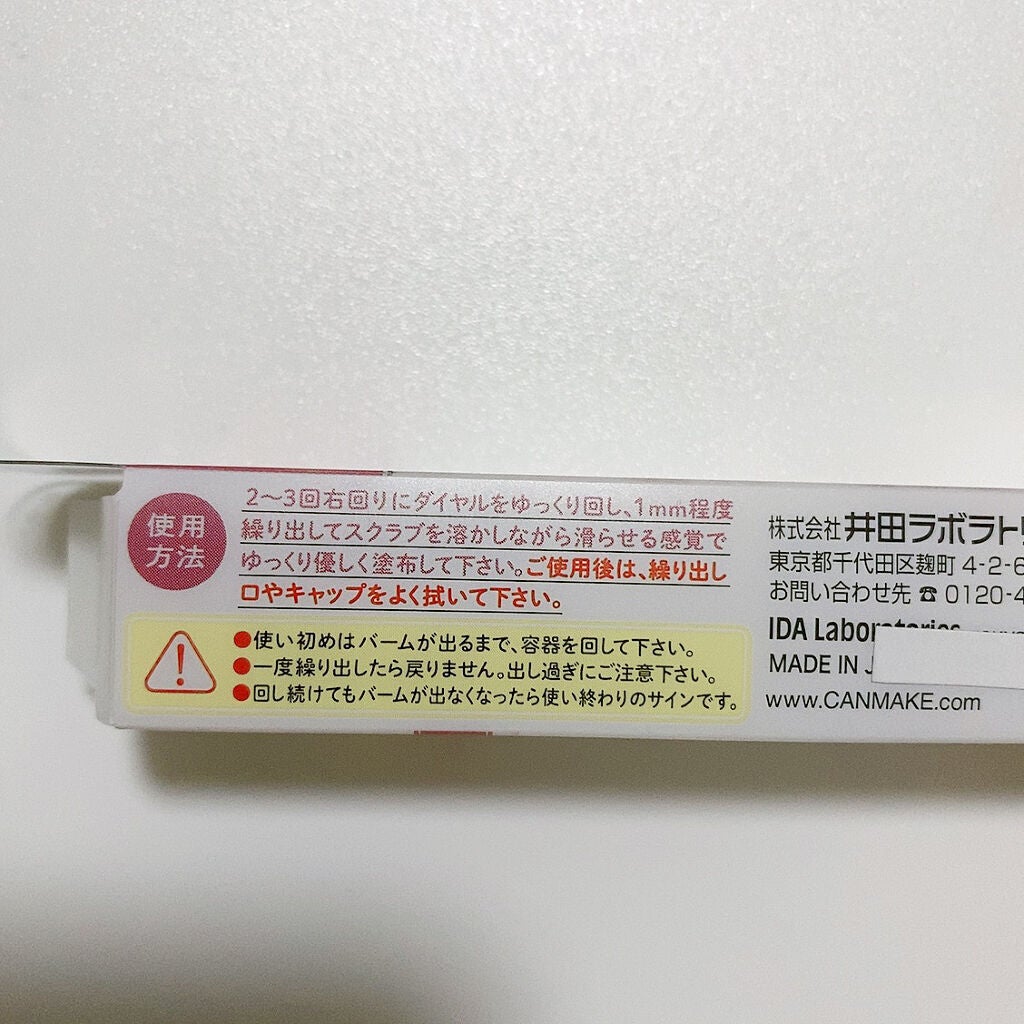 使用
方法
2〜3回右回りにダイヤルをゆっくり回し、1mm程度
繰り出してスクラブを溶かしながら滑らせる感覚で
ゆっくり優しく塗布して下さい。ご使用後は、繰り出し
口やキャップをよく拭いて下さい。
●使い初めはバームが出るまで、容器を回して下さい。
●一度繰り出したら戻りません。出し過ぎにご注意下さい。
●回し続けてもバームが出なくなったら使い終わりのサインです。
株式会社 井田ラボラトリ
東京都千代田区麹町 4-2-6
お問い合わせ先 ☎ 0120-4
IDA Laboratories
MADE IN J
www.CANMAKE.com